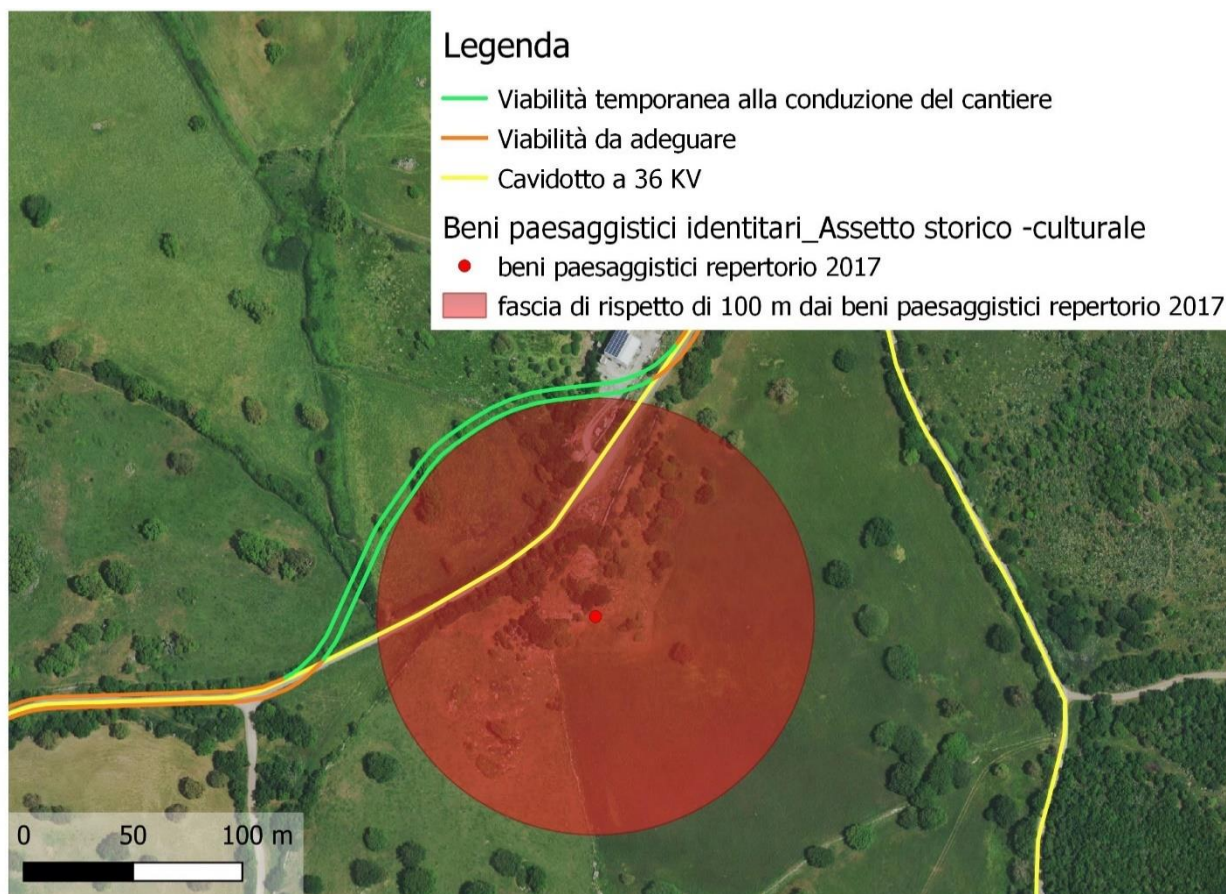 Legenda
Viabilità temporanea alla conduzione del cantiere
Viabilità da adeguare
Cavidotto a 36 KV
Beni paesaggistici identitari_Assetto storico -culturale
beni paesaggistici repertorio 2017
fascia di rispetto di 100 m dai beni paesaggistici repertorio 2017
0 50 100 m